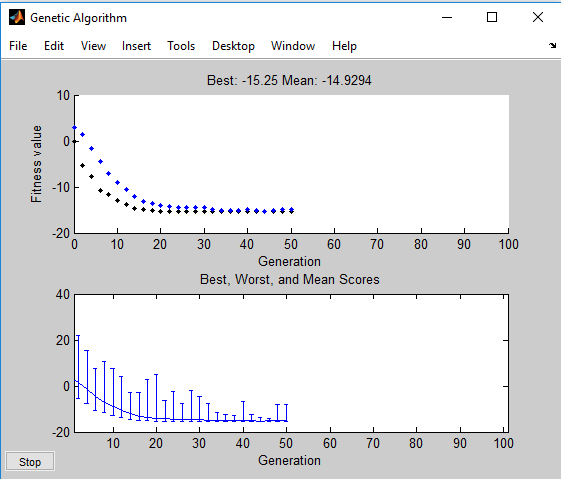 Genetic Algorithm
File Edit View Insert Tools Desktop Window Help
Best: -15.25 Mean: -14.9294
10
0
-10
-20
Fitness value
0 10 20 30 40 50 60 70 80 90 100
Generation
Best, Worst, and Mean Scores
40
20
0
-20
10 20 30 40 50 60 70 80 90 100
Generation
Stop